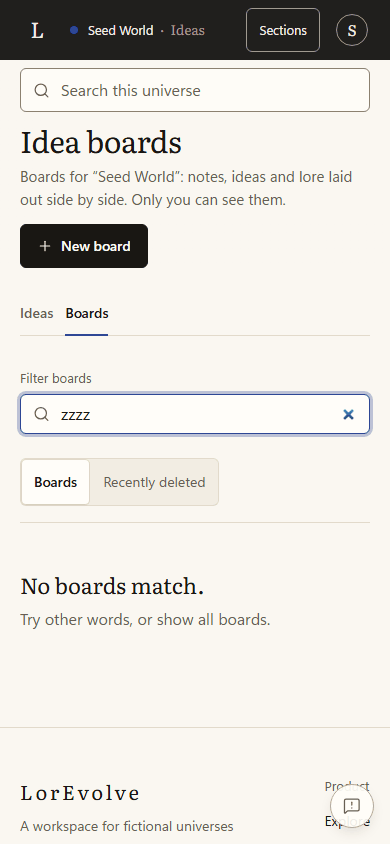 L
Seed World · Ideas
Sections
S
Search this universe
Idea boards
Boards for “Seed World”: notes, ideas and lore laid
out side by side. Only you can see them.
+ New board
Ideas Boards
Filter boards
zzzz
Boards Recently deleted
No boards match.
Try other words, or show all boards.
LorEvolve
Product
A workspace for fictional universes
Explore